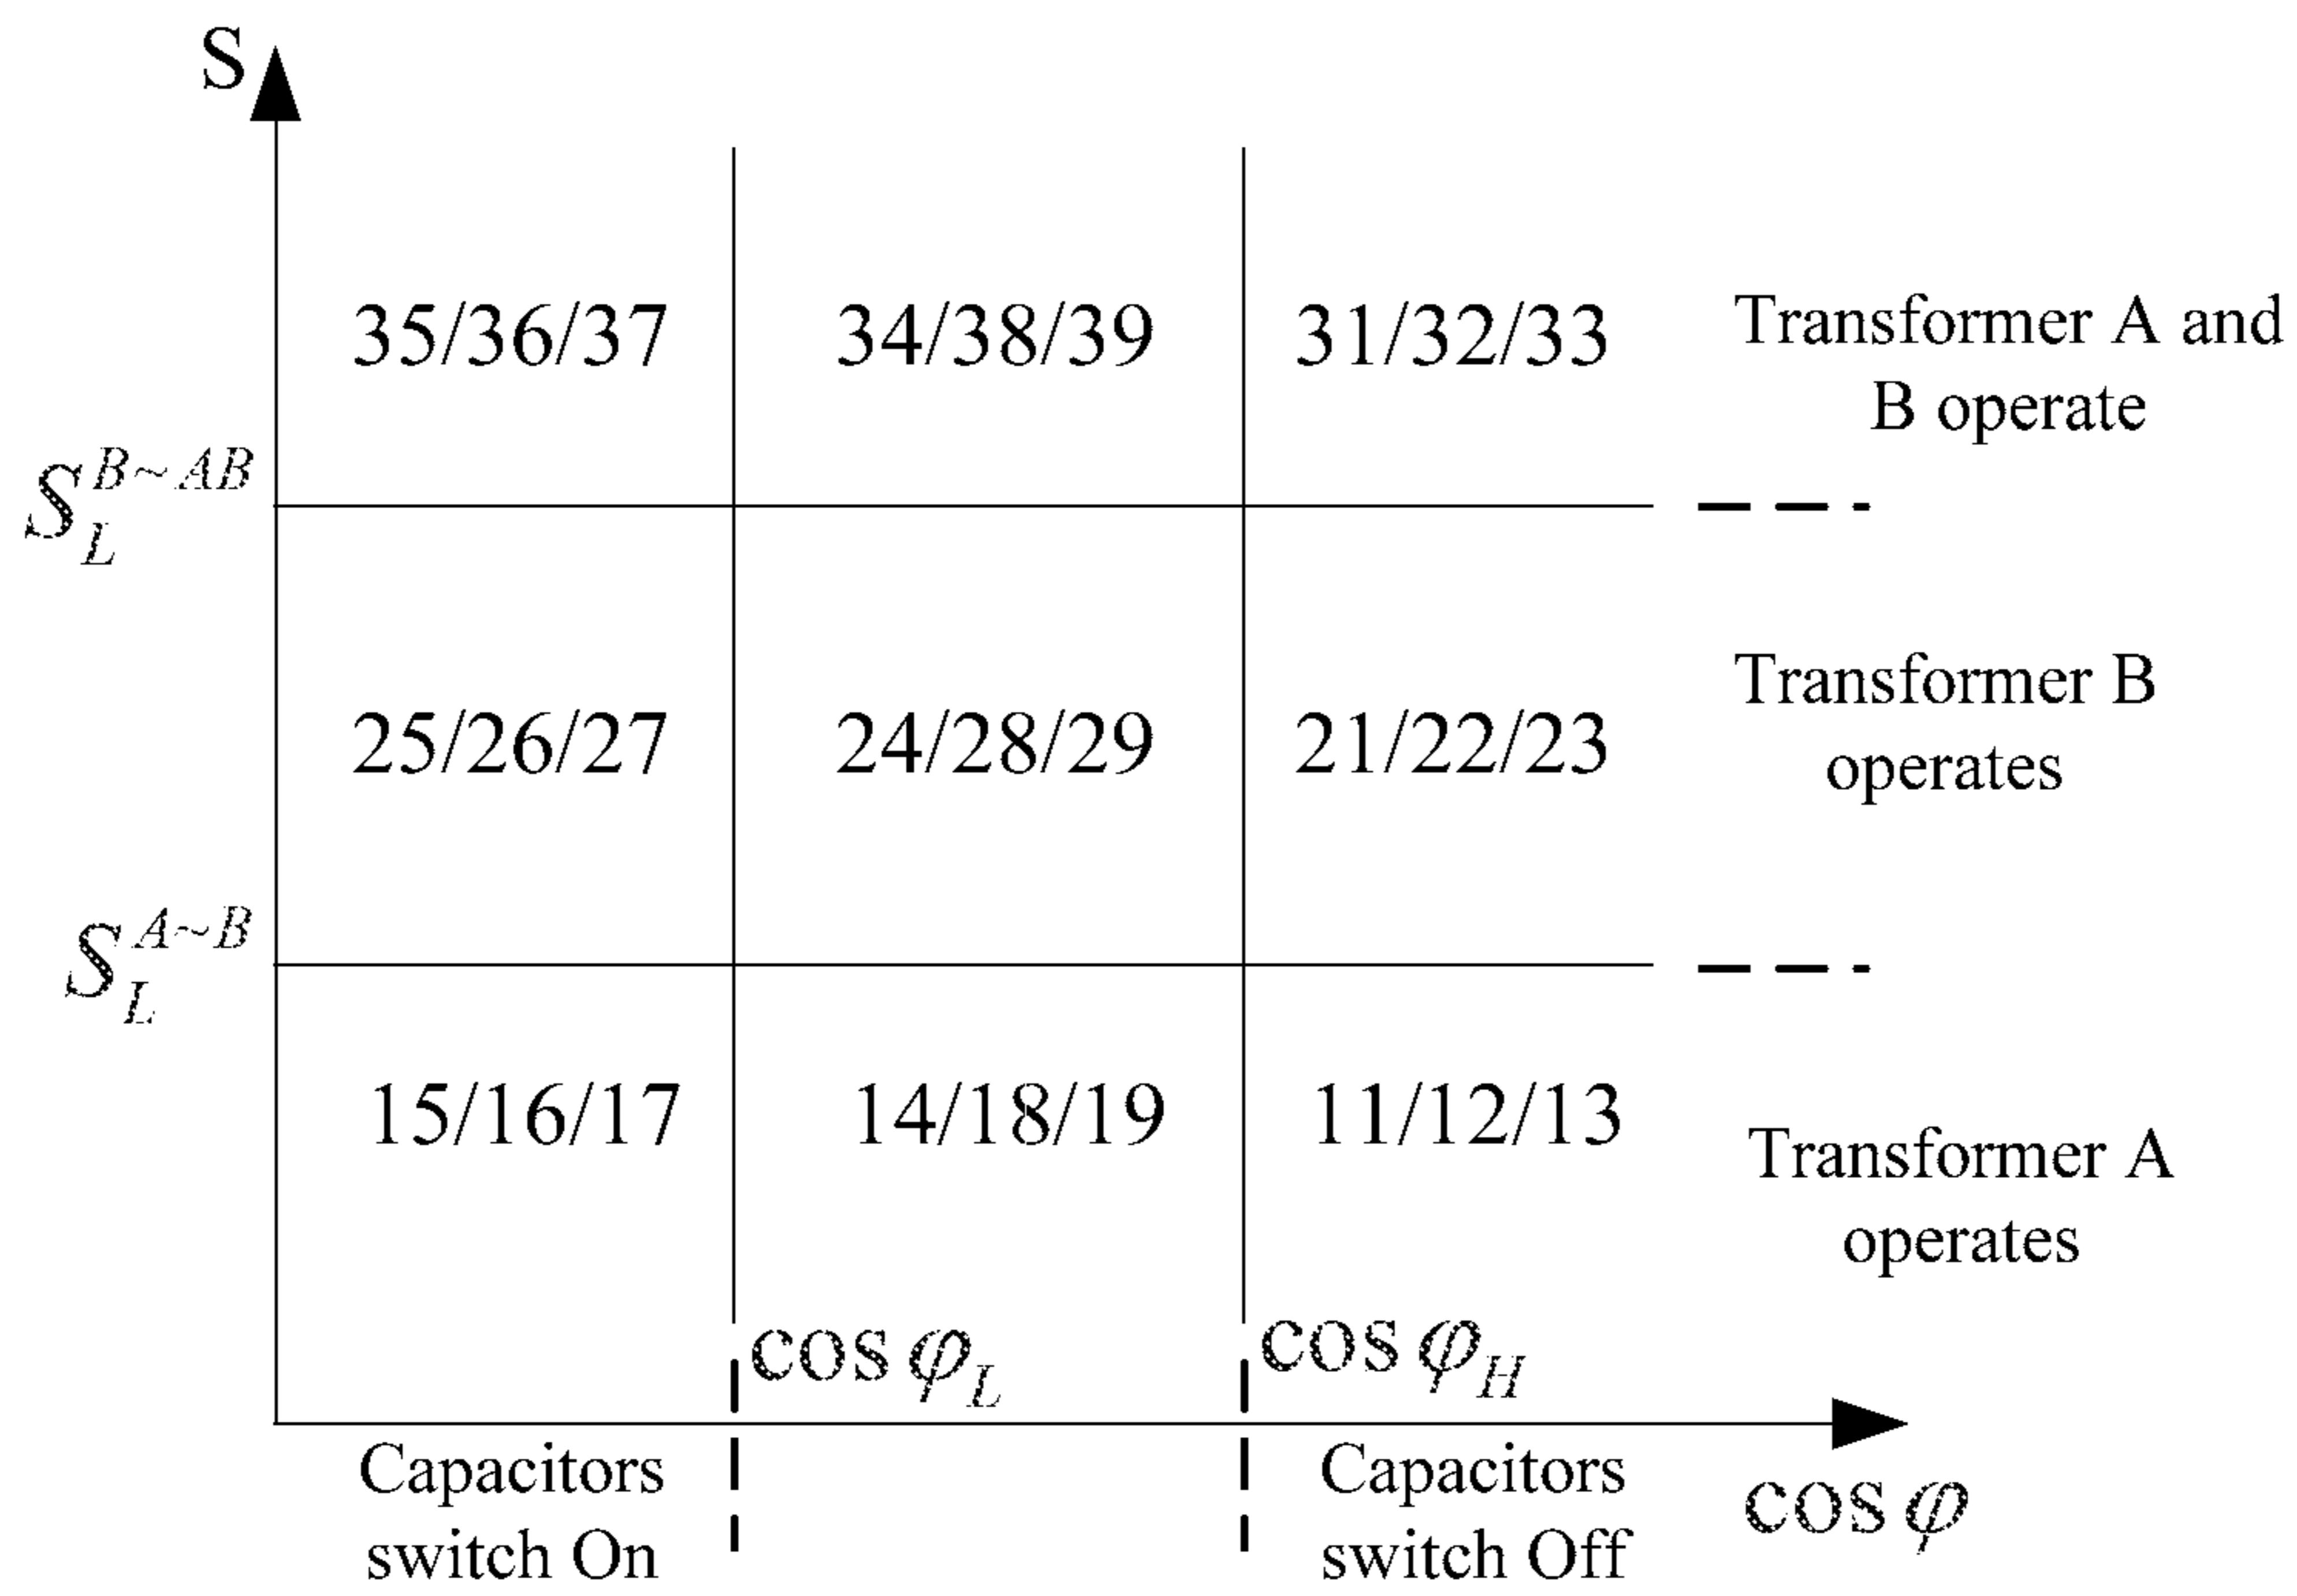 S
35/36/37 34/38/39 31/32/33 Transformer A and
B operate
S_L^{B~AB}
25/26/27 24/28/29 21/22/23 Transformer B
operates
S_L^{A~B}
15/16/17 14/18/19 11/12/13 Transformer A
operates
cos φ_L cos φ_H
Capacitors
switch On
Capacitors
switch Off
cos φ